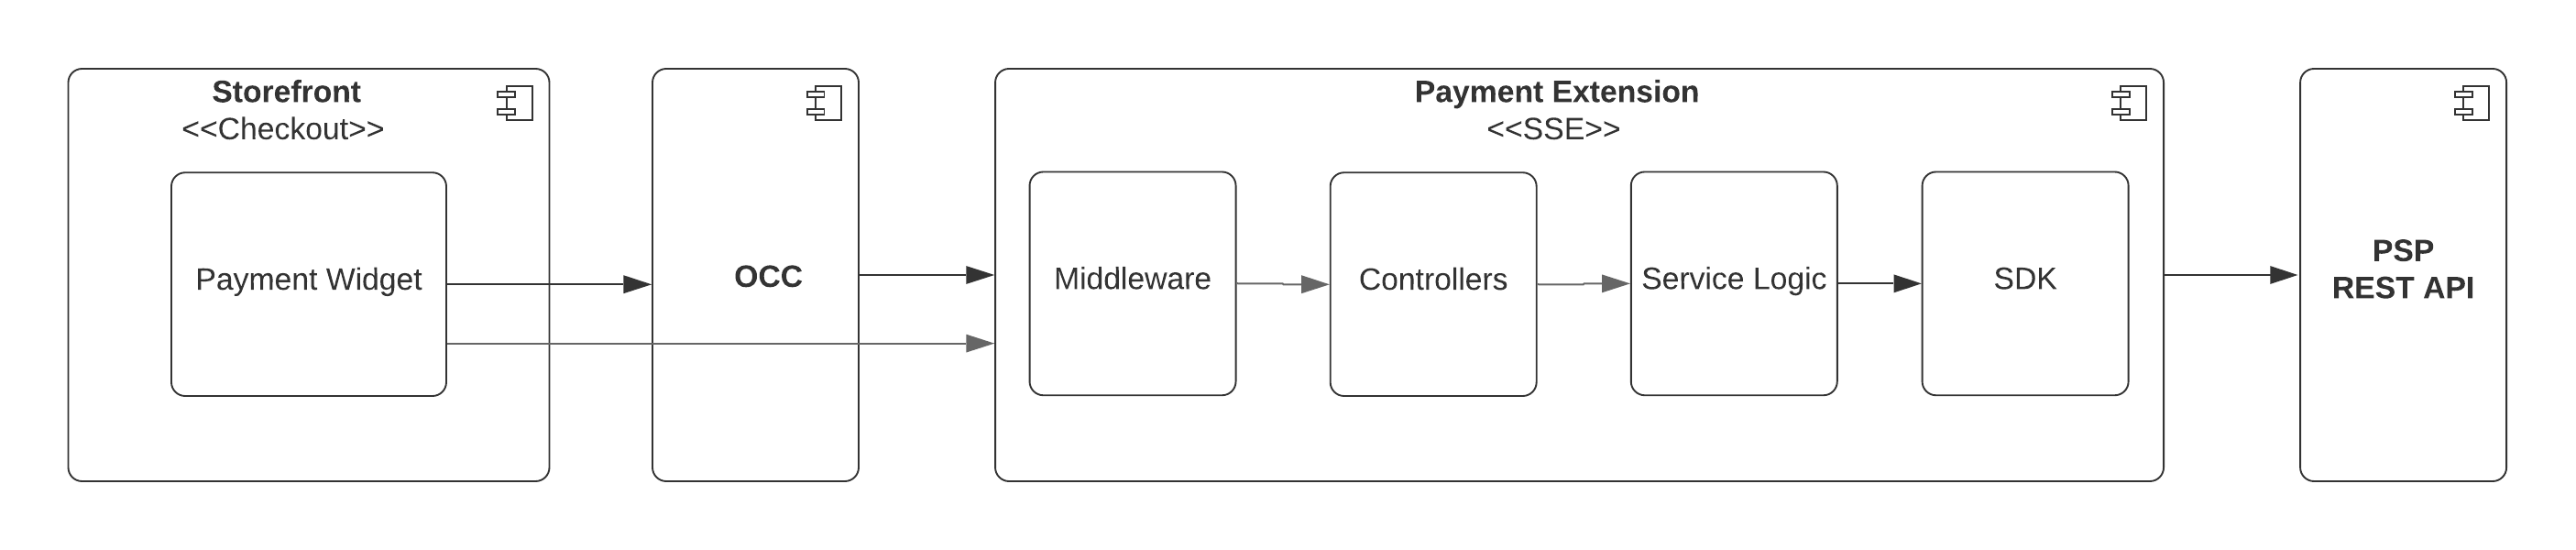 Storefront
<<Checkout>>
Payment Widget
OCC
Payment Extension
<<SSE>>
Middleware
Controllers
Service Logic
SDK
PSP
REST API